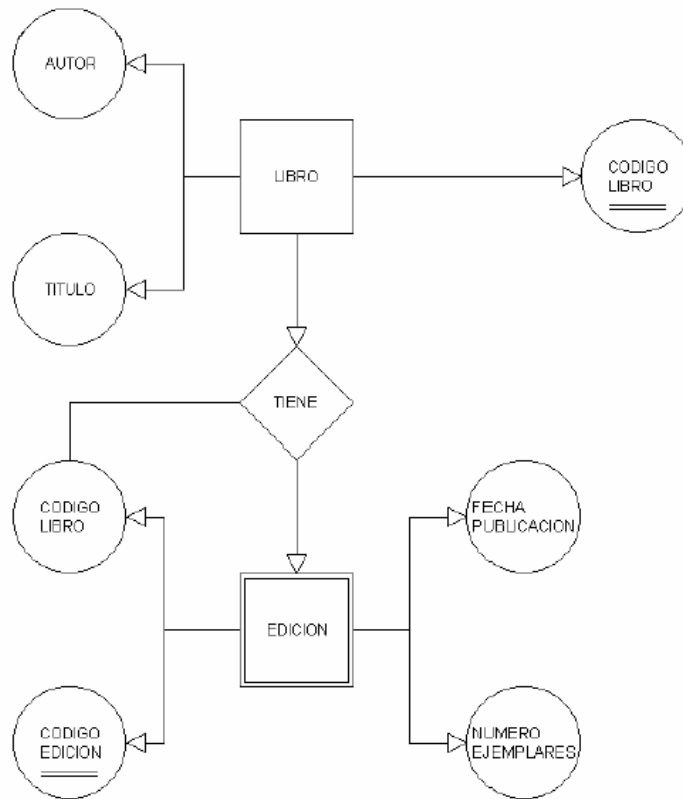 AUTOR
LIBRO
CODIGO
LIBRO
TITULO
TIENE
CODIGO
LIBRO
FECHA
PUBLICACION
EDICION
CODIGO
EDICION
NUMERO
EJEMPLARES